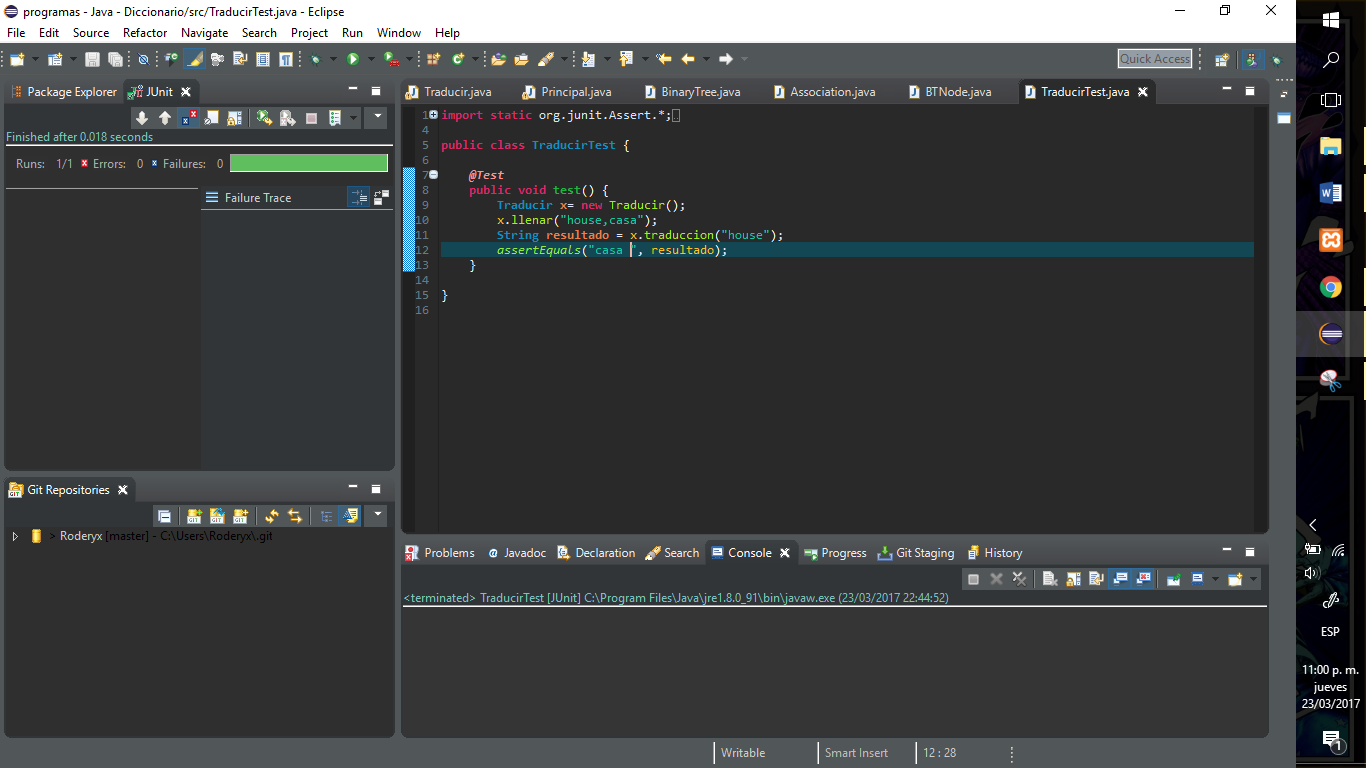 programas - Java - Diccionario/src/TraducirTest.java - Eclipse
File Edit Source Refactor Navigate Search Project Run Window Help
Quick Access
Package Explorer JUnit
Finished after 0.018 seconds
Runs: 1/1 Errors: 0 Failures: 0
Failure Trace
Traducir.java Principal.java BinaryTree.java Association.java BTNode.java TraducirTest.java
1 import static org.junit.Assert.*;
4
5 public class TraducirTest {
6
7 @Test
8 public void test() {
9 Traducir x= new Traducir();
10 x.llenar("house,casa");
11 String resultado = x.traduccion("house");
12 assertEquals("casa ", resultado);
13 }
14
15 }
16
Git Repositories
> Roderyx [master] - C:\Users\Roderyx\.git
Problems @ Javadoc Declaration Search Console Progress Git Staging History
<terminated> TraducirTest [JUnit] C:\Program Files\Java\jre1.8.0_91\bin\javaw.exe (23/03/2017 22:44:52)
Writable Smart Insert 12 : 28
ESP
11:00 p. m.
jueves
23/03/2017
1